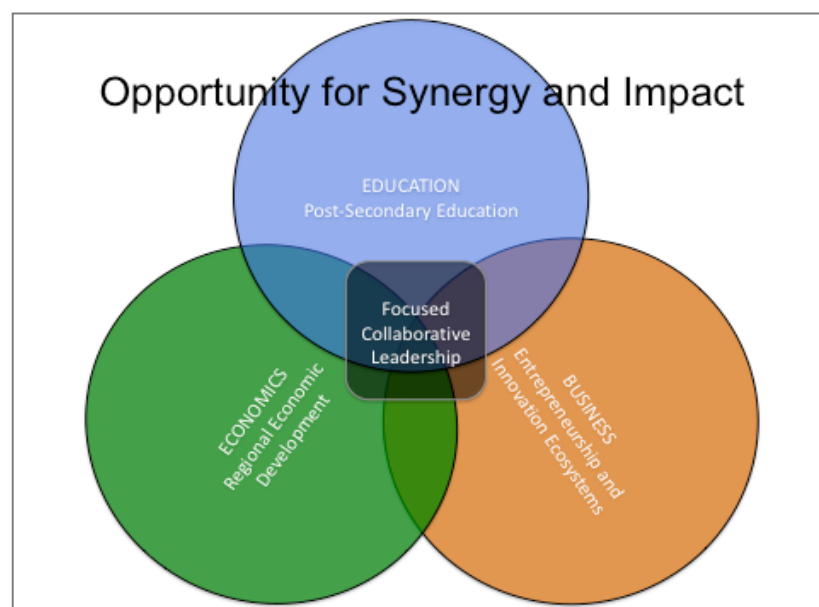 Opportunity for Synergy and Impact
EDUCATION
Post-Secondary Education
Focused
Collaborative
Leadership
ECONOMICS
Regional Economic
Development
BUSINESS
Entrepreneurship and
Innovation Ecosystems